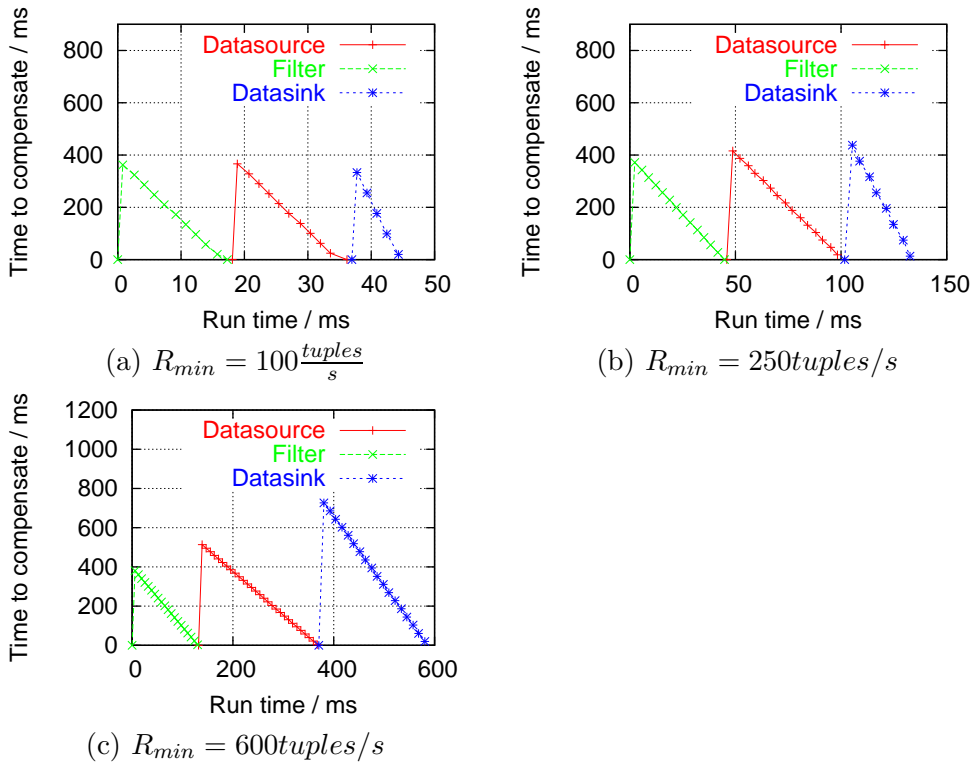 Time to compensate / ms
800
600
400
200
0
Datasource
Filter
Datasink
0 10 20 30 40 50
Run time / ms
(a) R_min = 100 tuples/s
Time to compensate / ms
800
600
400
200
0
Datasource
Filter
Datasink
0 50 100 150
Run time / ms
(b) R_min = 250tuples/s
Time to compensate / ms
1200
1000
800
600
400
200
0
Datasource
Filter
Datasink
0 200 400 600
Run time / ms
(c) R_min = 600tuples/s